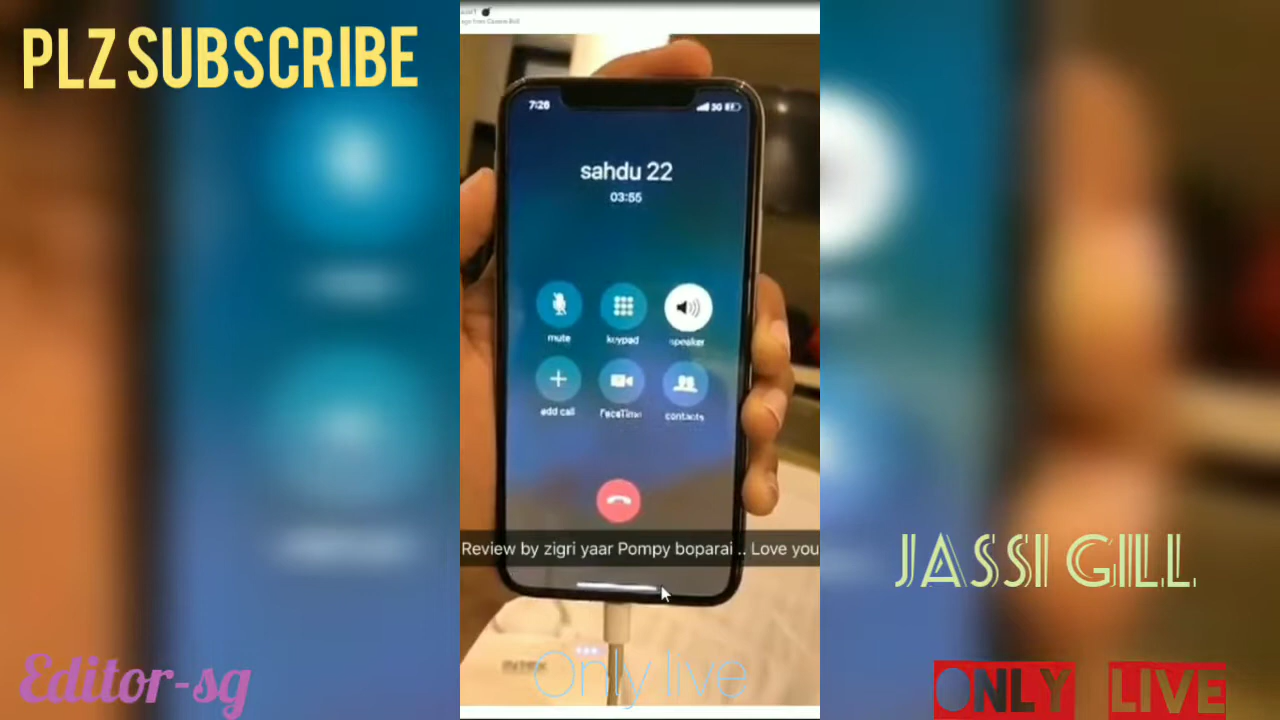 PLZ SUBSCRIBE
7:26
3G
sahdu 22
03:55
mute
keypad
speaker
add call
FaceTime
contacts
Review by zigri yaar Pompy boparai .. Love you
JASSI GILL
Editor-sg
Only live
ONLY LIVE